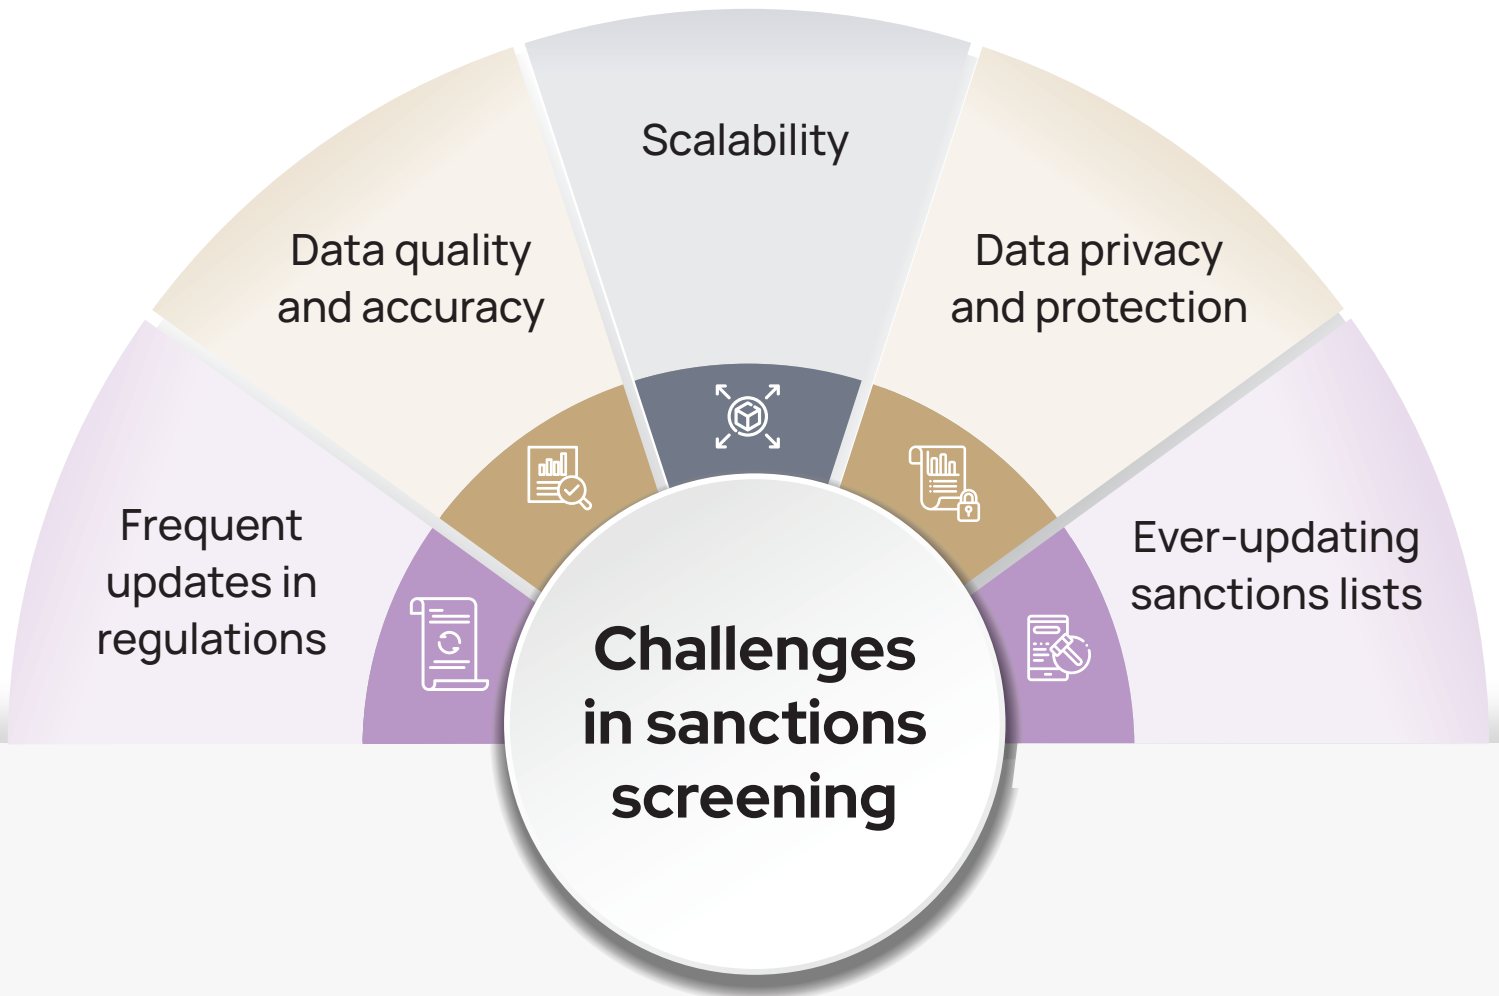 Scalability
Data quality
and accuracy
Data privacy
and protection
Frequent
updates in
regulations
Ever-updating
sanctions lists
Challenges
in sanctions
screening